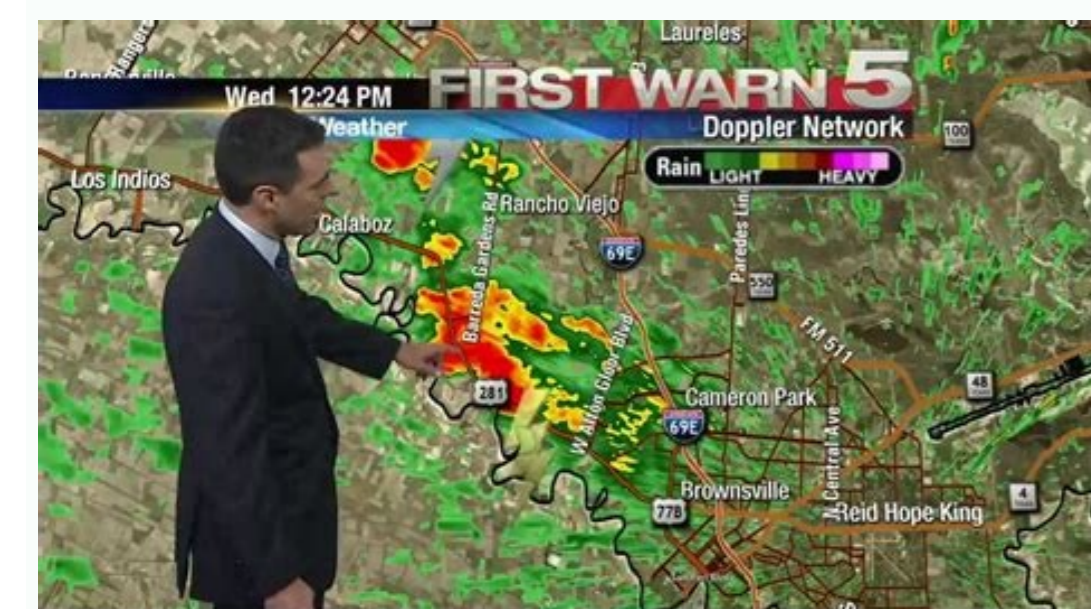 Laureles
FIRST WARN 5
Wed 12:24 PM
Weather
Doppler Network
100
Rain
LIGHT
HEAVY
Los Indios
Calaboz
Rancho Viejo
Barreda Gardens Rd
69E
Paredes Line
550
FM 511
W Alton Gloor Blvd
281
48
Cameron Park
69E
N Central Ave
Brownsville
778
Reid Hope King
4